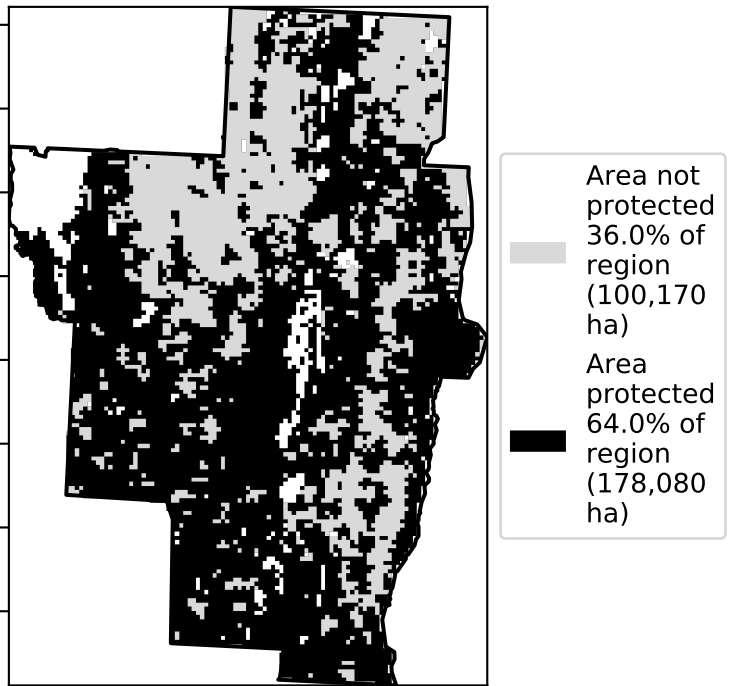 Area not
protected
36.0% of
region
(100,170
ha)
Area
protected
64.0% of
region
(178,080
ha)